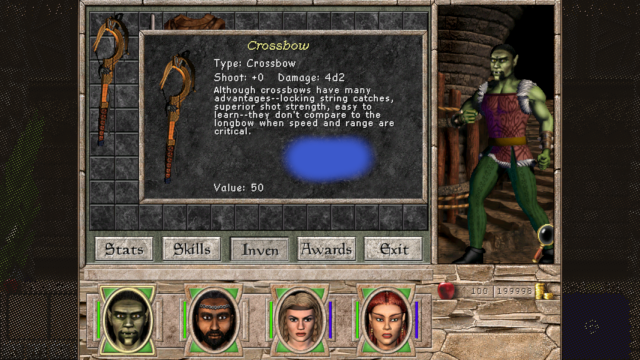 Crossbow
Type: Crossbow
Shoot: +0 Damage: 4d2
Although crossbows have many
advantages--locking string catches,
superior shot strength, easy to
learn--they don't compare to the
longbow when speed and range are
critical.
Value: 50
Stats Skills Inven Awards Exit
100 199998